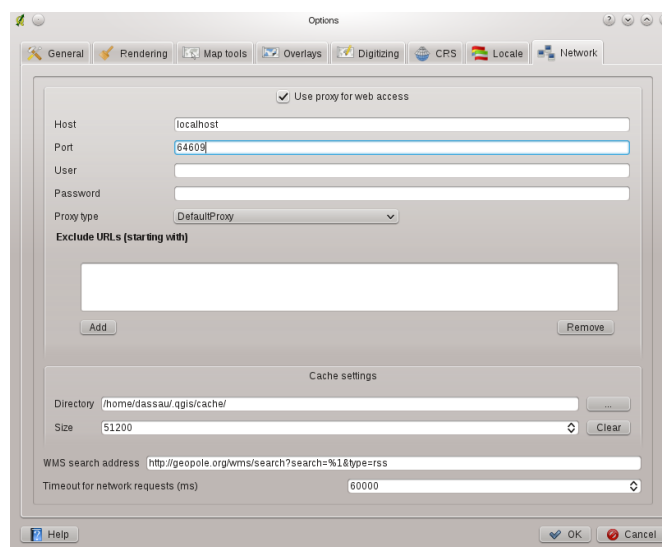 Options
General Rendering Map tools Overlays Digitizing CRS Locale Network
Use proxy for web access
Host localhost
Port 64609
User
Password
Proxy type DefaultProxy
Exclude URLs (starting with)
Add Remove
Cache settings
Directory /home/dassau/.qgis/cache/ ...
Size 51200 Clear
WMS search address http://geopole.org/wms/search?search=%1&type=rss
Timeout for network requests (ms) 60000
Help OK Cancel